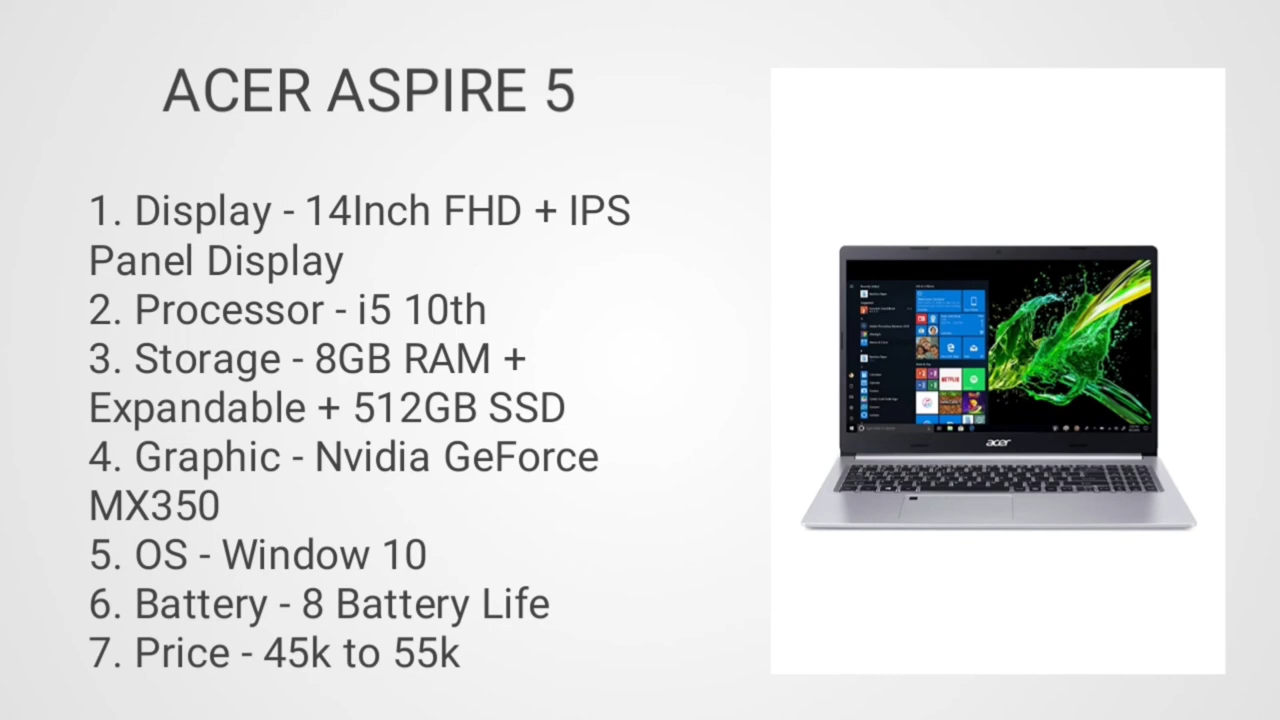 ACER ASPIRE 5
1. Display - 14Inch FHD + IPS
Panel Display
2. Processor - i5 10th
3. Storage - 8GB RAM +
Expandable + 512GB SSD
4. Graphic - Nvidia GeForce
MX350
5. OS - Window 10
6. Battery - 8 Battery Life
7. Price - 45k to 55k
NETFLIX
acer